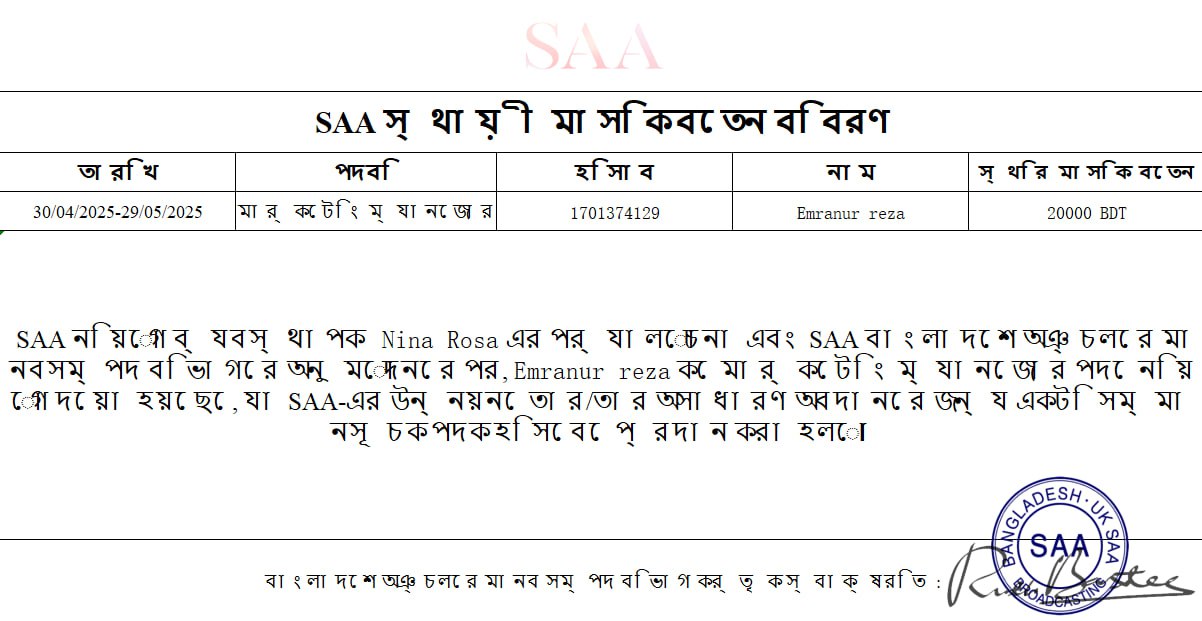 SAA
SAA স্থায়ী মাসিক বেতন বিবরণ
তারিখ পদবি হিসাব নাম স্থির মাসিক বেতন
30/04/2025-29/05/2025 মার্কেটিং ম্যানেজার 1701374129 Emranur reza 20000 BDT
SAA নিয়োগ ব্যবস্থাপক Nina Rosa এর পর্যালোচনা এবং SAA বাংলাদেশ অঞ্চলের মা
নবসম্পদ বিভাগের অনুমোদনের পর, Emranur reza কে মার্কেটিং ম্যানেজার পদে নিয়
োগ দেয়া হয়েছে, যা SAA-এর উন্নয়নে তার/তার অসাধারণ অবদানের জন্য একটি সম্মা
নসূচক পদক হিসেবে প্রদান করা হলো।
BANGLADESH · UK SAA
SAA
BROADCASTING
বাংলাদেশ অঞ্চলের মানবসম্পদ বিভাগ কর্তৃক স্বাক্ষরিত :